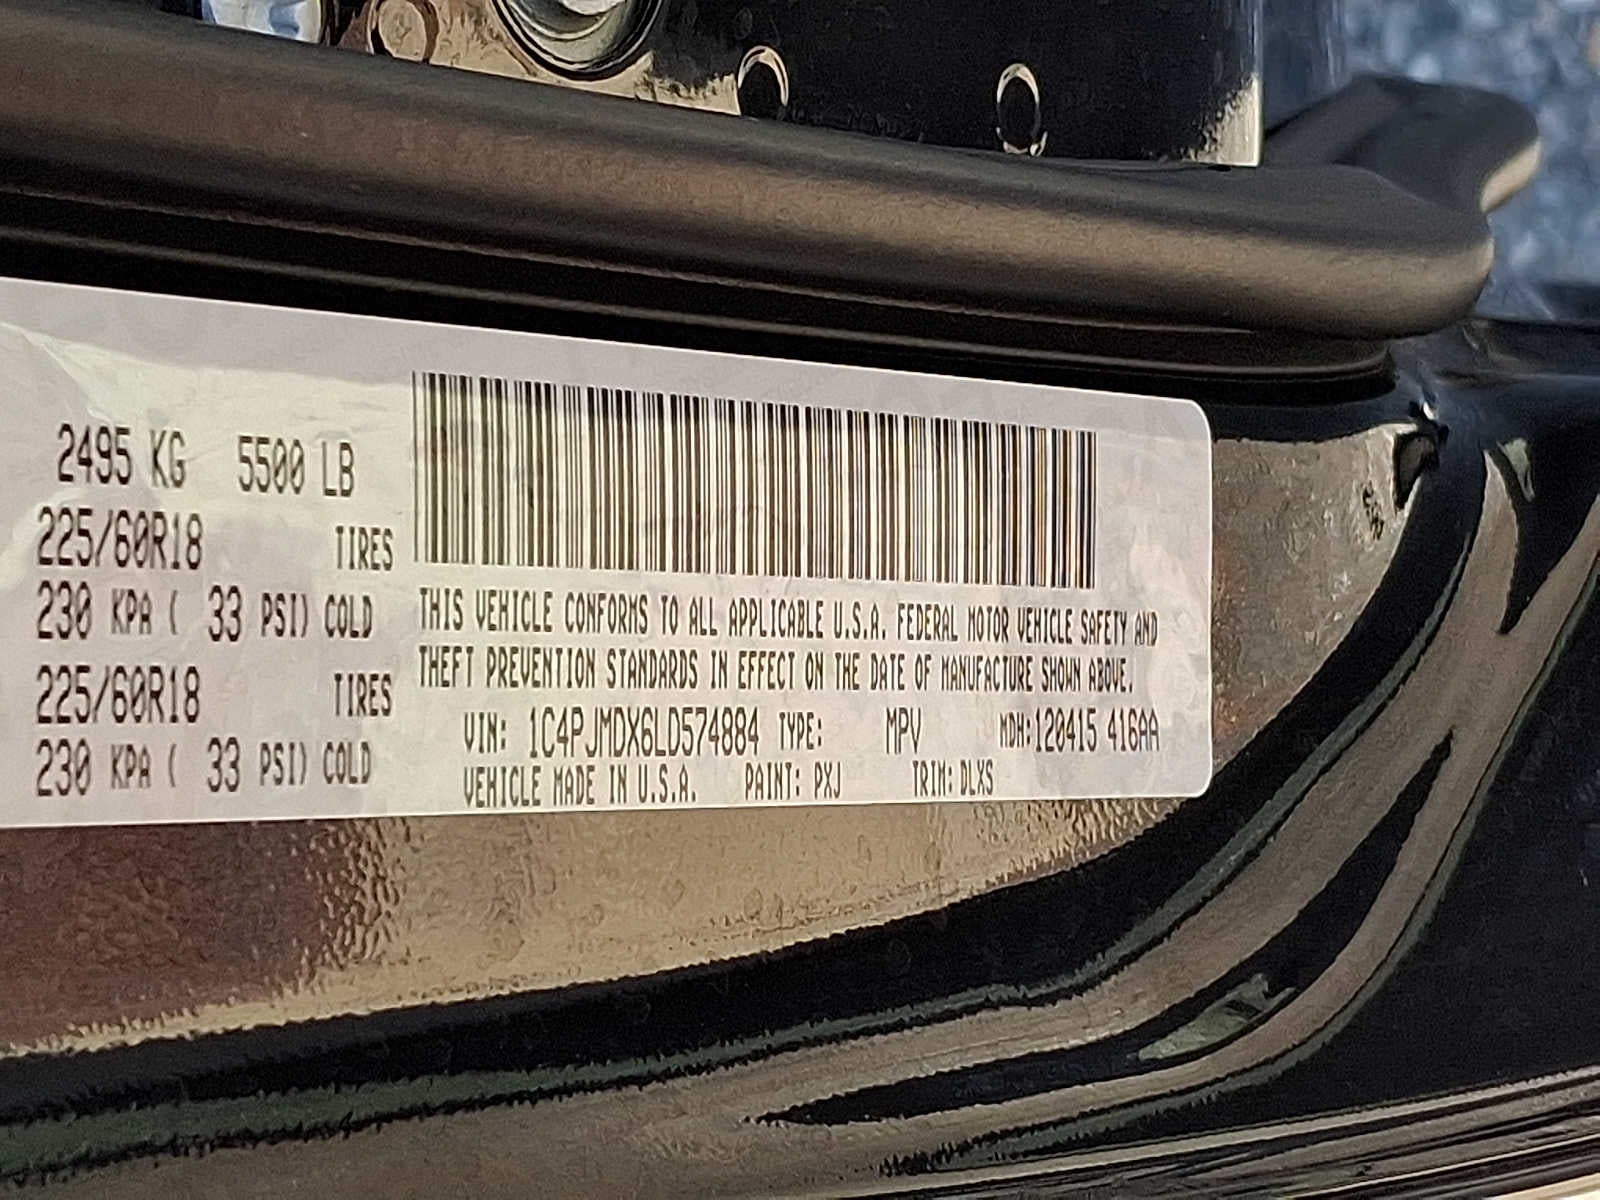 2495 KG 5500 LB
225/60R18 TIRES
230 KPA ( 33 PSI) COLD
225/60R18 TIRES
230 KPA ( 33 PSI) COLD
THIS VEHICLE CONFORMS TO ALL APPLICABLE U.S.A. FEDERAL MOTOR VEHICLE SAFETY AND
THEFT PREVENTION STANDARDS IN EFFECT ON THE DATE OF MANUFACTURE SHOWN ABOVE.
VIN: 1C4PJMDX6LD574884 TYPE: MPV MDH:120415 416AA
VEHICLE MADE IN U.S.A. PAINT: PXJ TRIM: DLXS